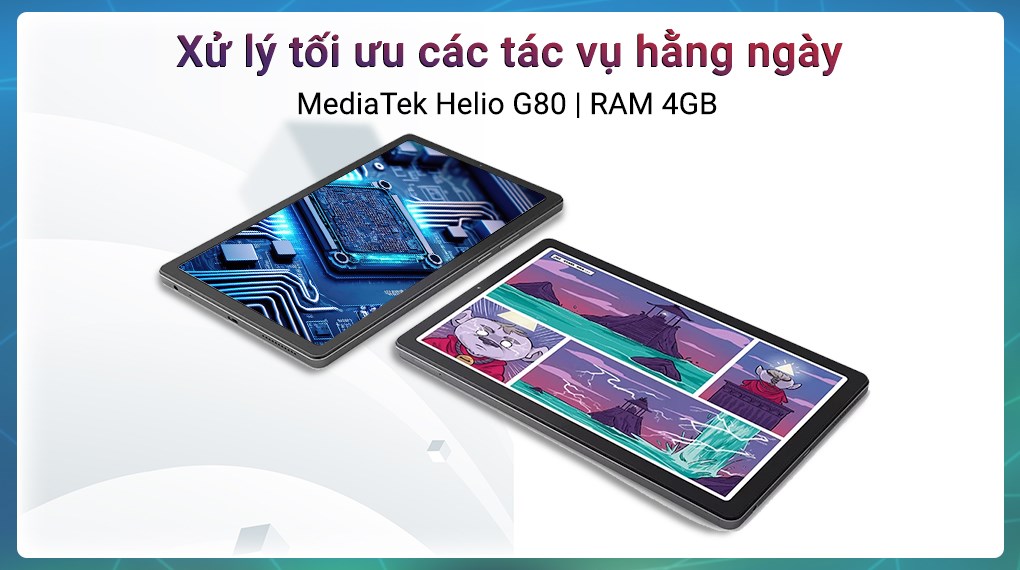 Xử lý tối ưu các tác vụ hằng ngày
MediaTek Helio G80 | RAM 4GB